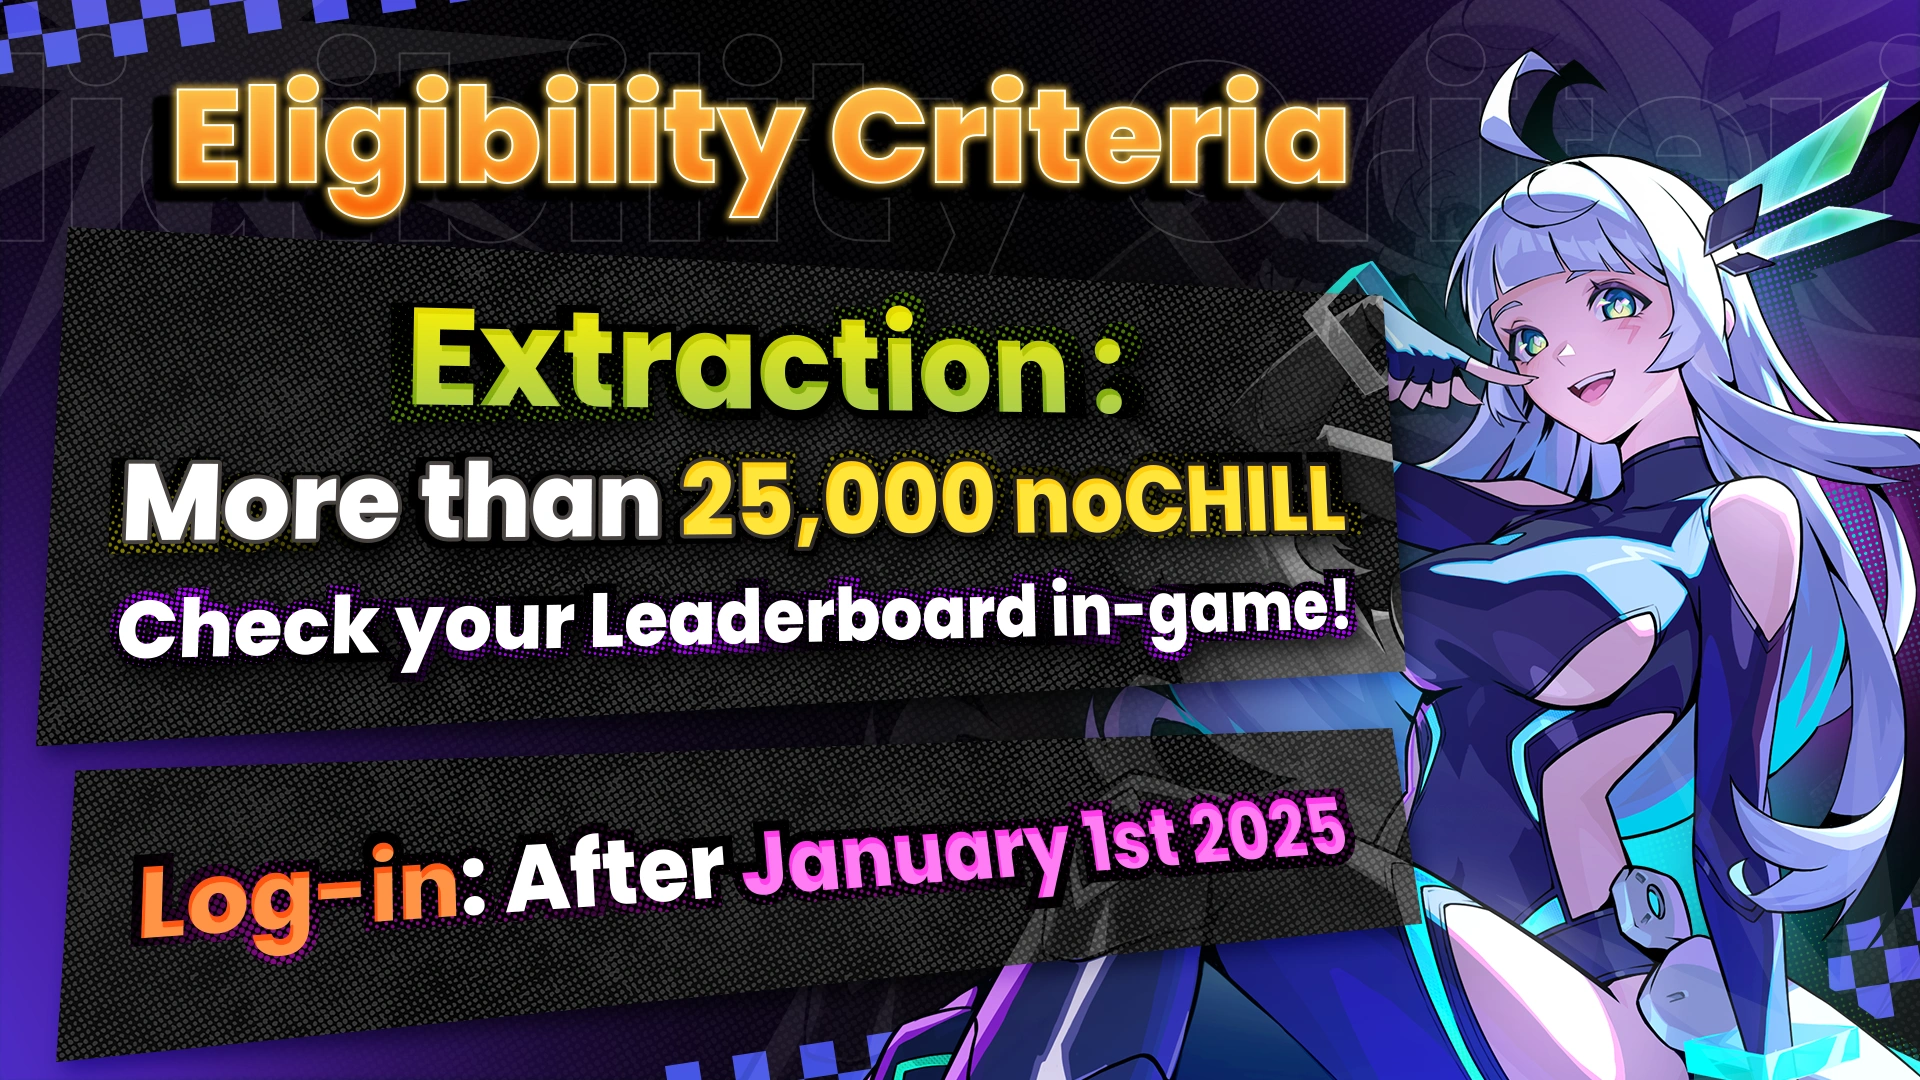 Eligibility Criteria
Extraction :
More than 25,000 noCHILL
Check your Leaderboard in-game!
Log-in: After January 1st 2025